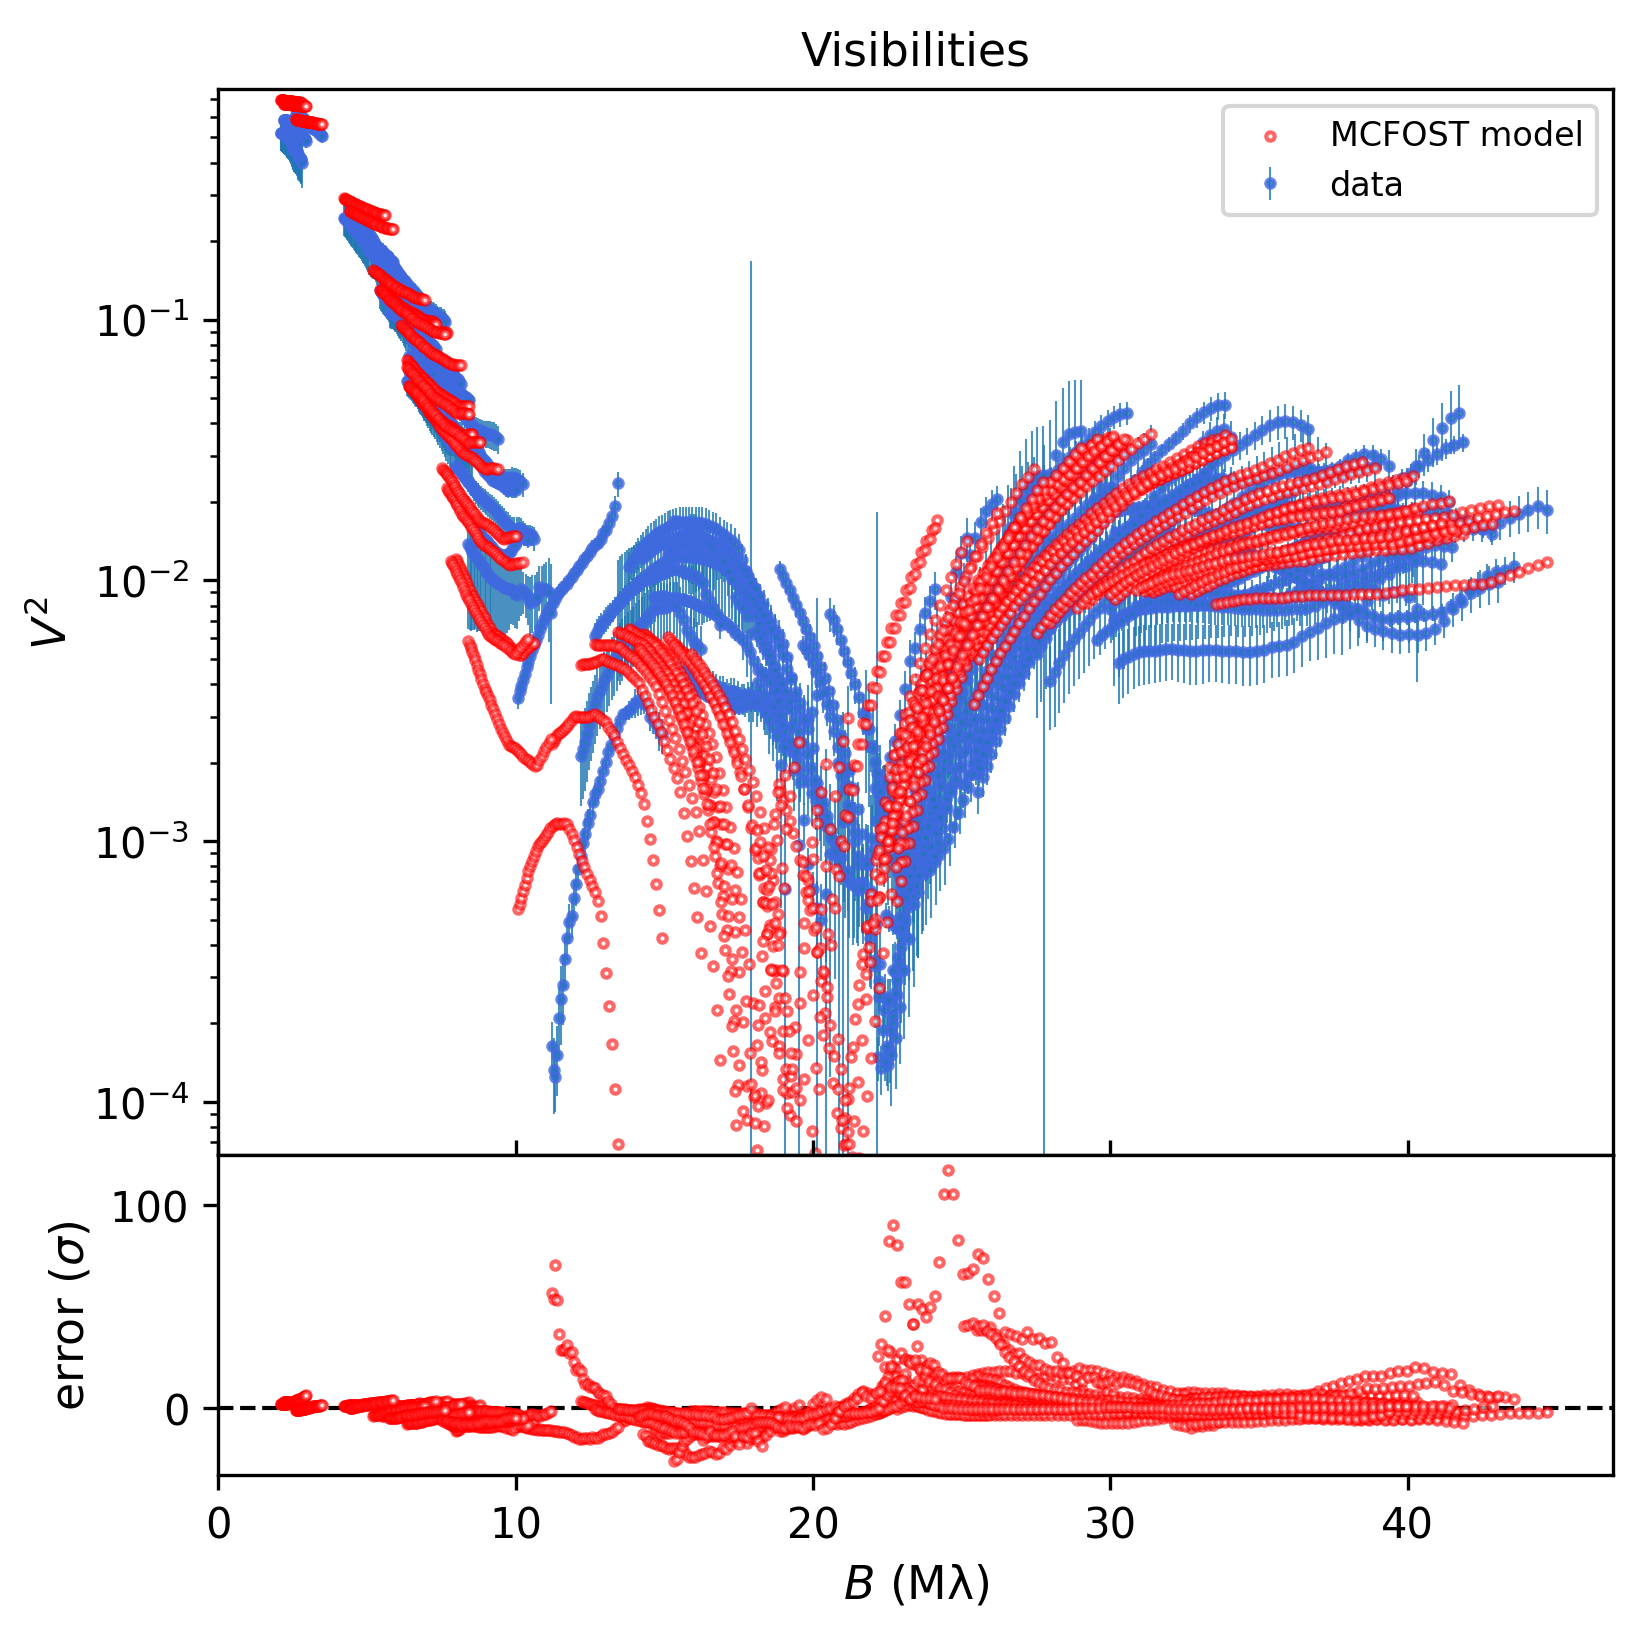 Visibilities
MCFOST model
data
10⁻¹
10⁻²
10⁻³
10⁻⁴
V²
100
0
error (σ)
0 10 20 30 40
B (Mλ)